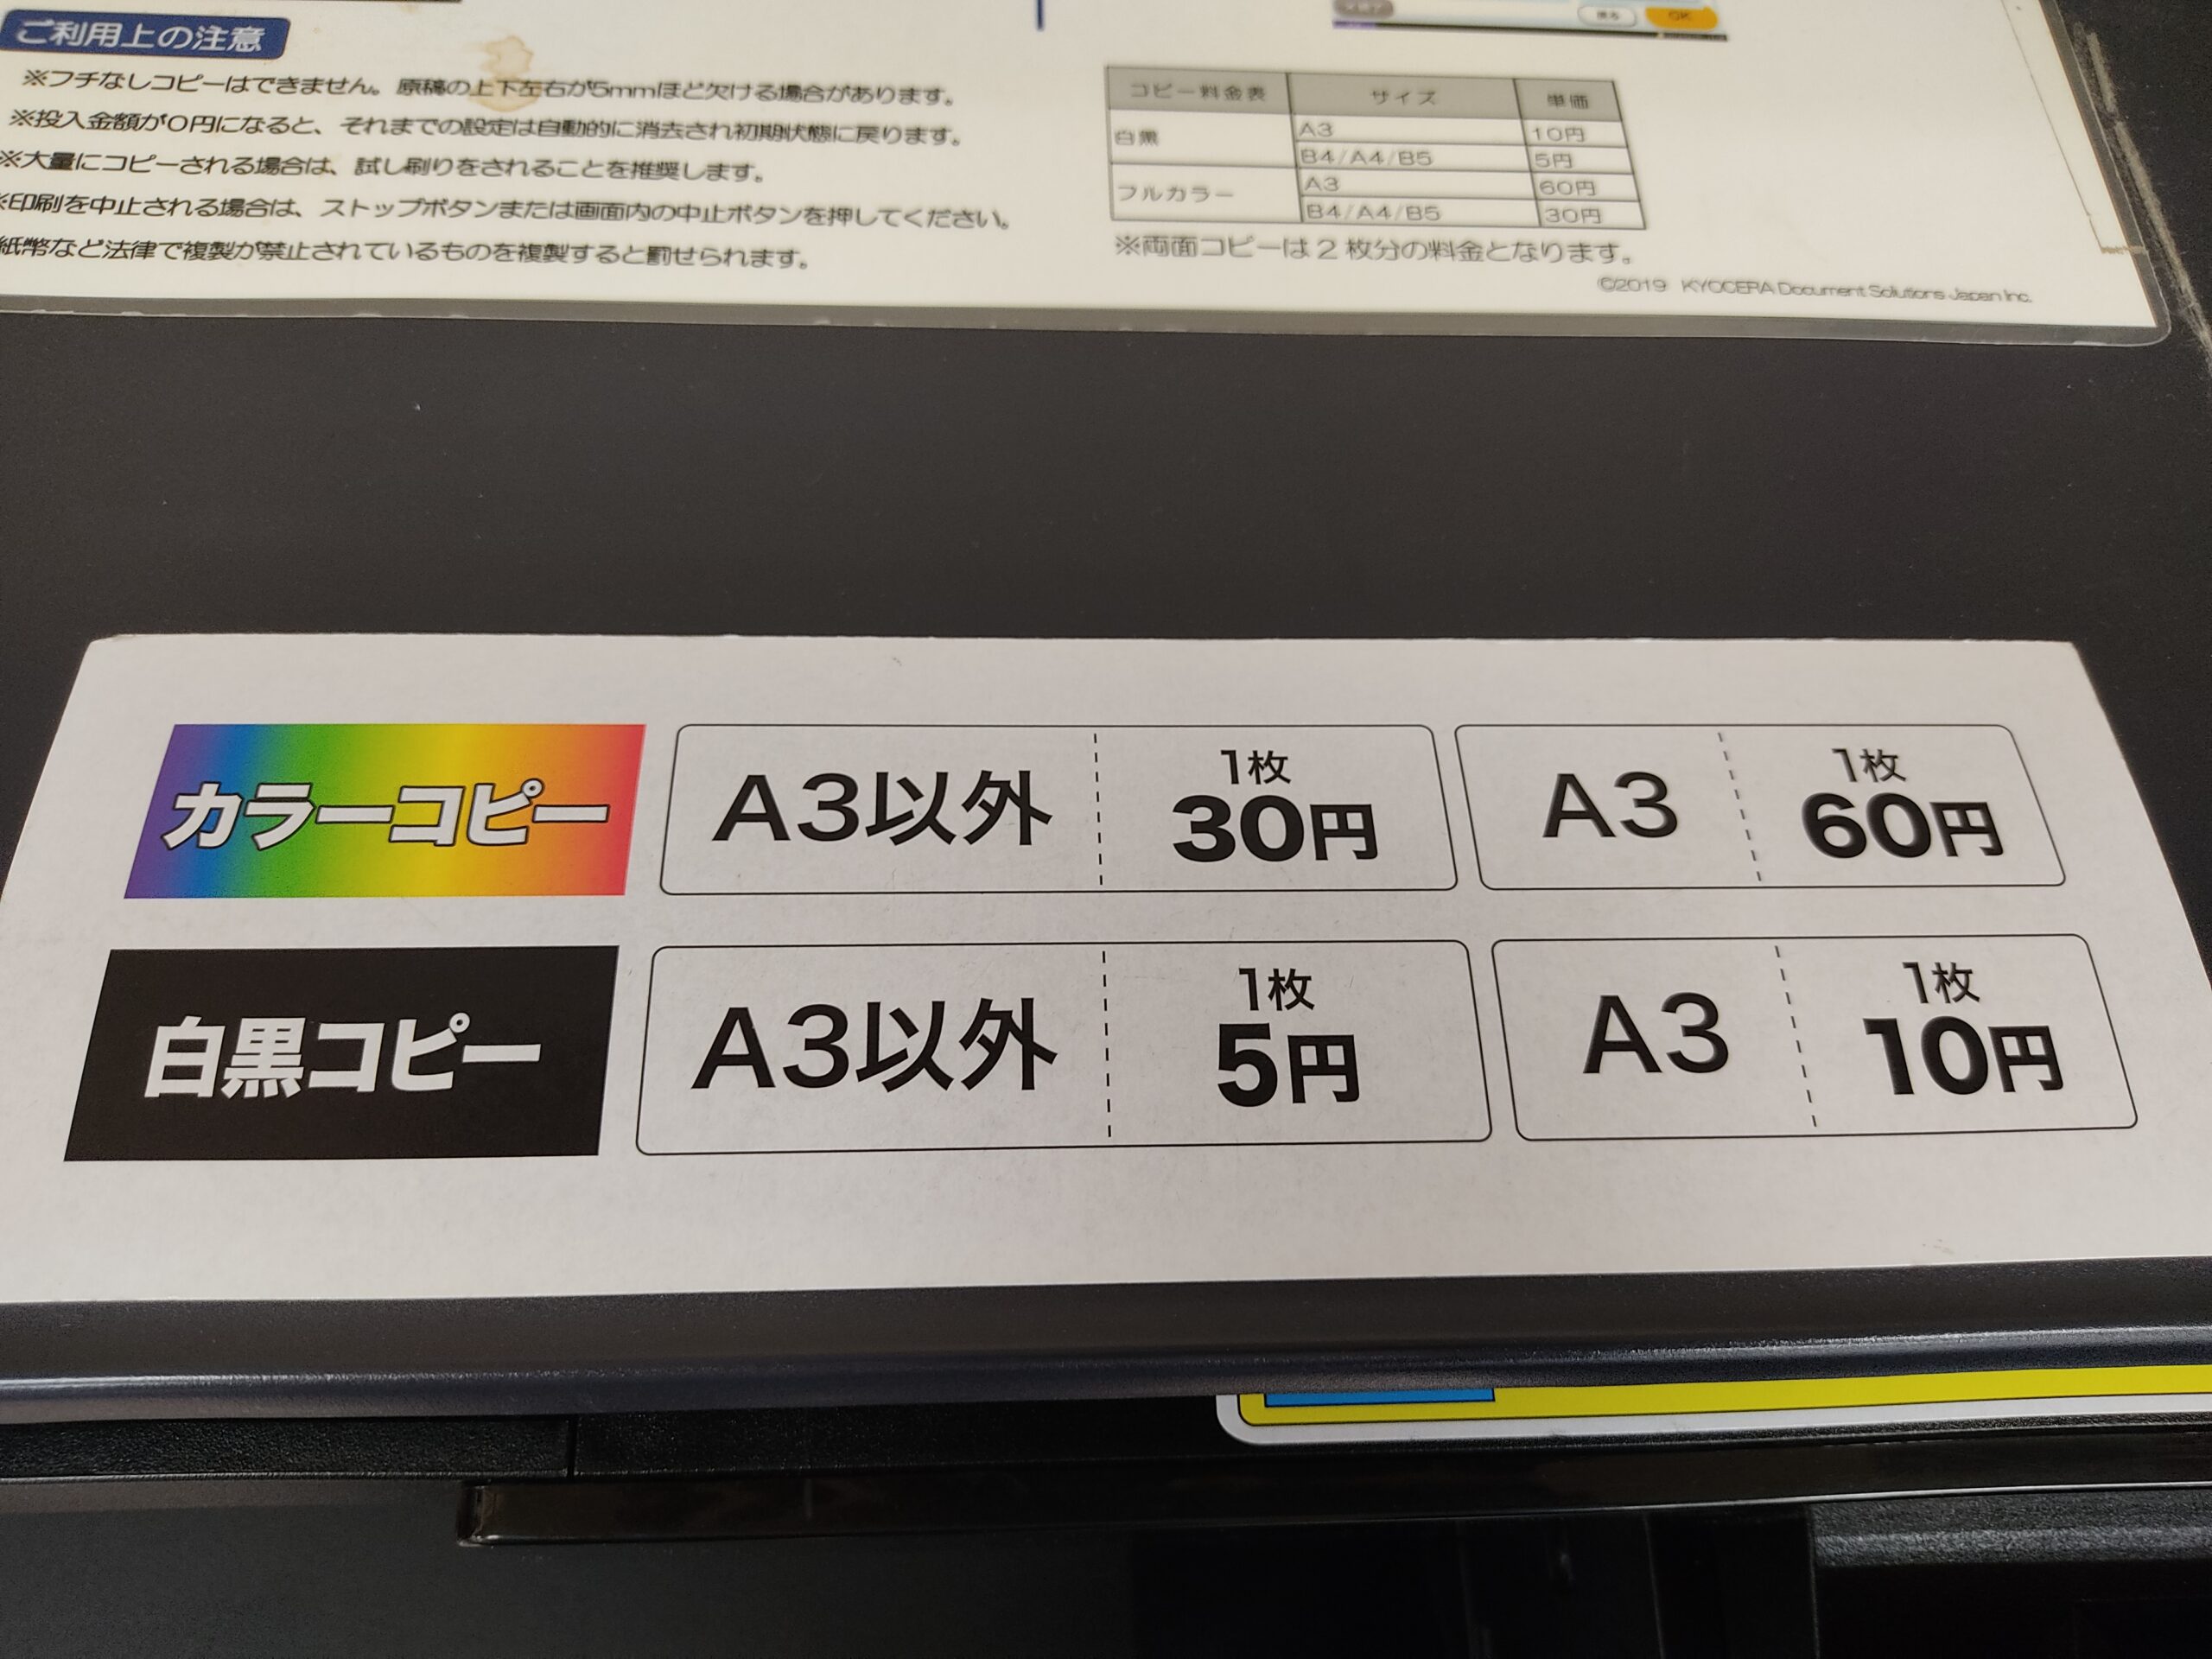 ご利用上の注意
※フチなしコピーはできません。原稿の上下左右が5mmほど欠ける場合があります。
※投入金額が0円になると、それまでの設定は自動的に消去され初期状態に戻ります。
※大量にコピーされる場合は、試し刷りをされることを推奨します。
※印刷を中止される場合は、ストップボタンまたは画面内の中止ボタンを押してください。
紙幣など法律で複製が禁止されているものを複製すると罰せられます。
OK
コピー料金表 サイズ 単価
白黒 A3 10円
B4/A4/B5 5円
フルカラー A3 60円
B4/A4/B5 30円
※両面コピーは2枚分の料金となります。
©2019 KYOCERA Document Solutions Japan Inc.
カラーコピー A3以外 1枚 30円 A3 1枚 60円
白黒コピー A3以外 1枚 5円 A3 1枚 10円